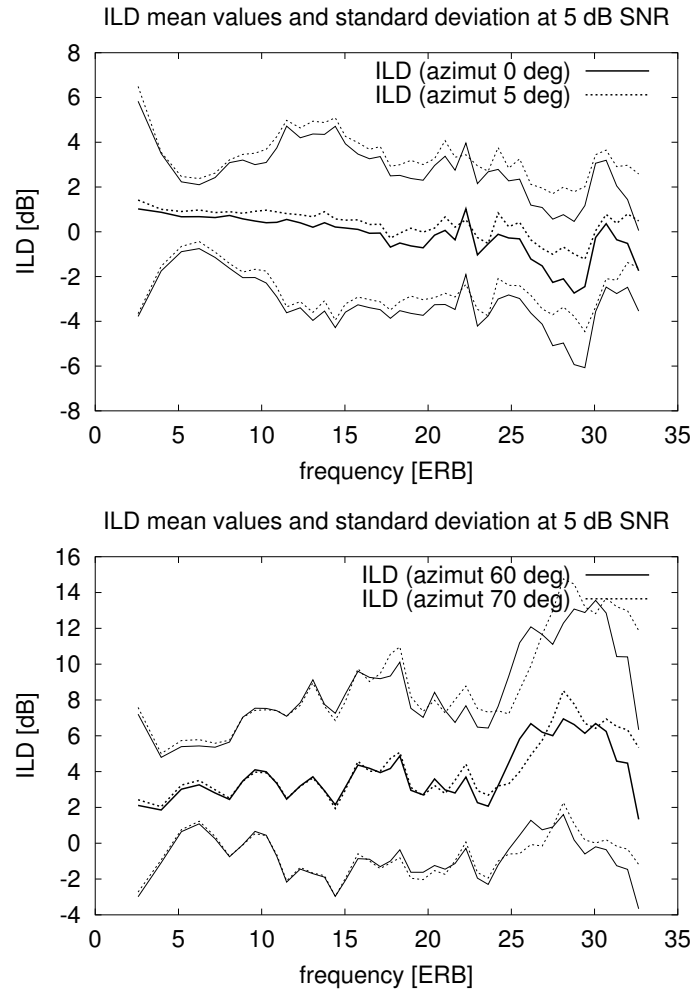 ILD mean values and standard deviation at 5 dB SNR
8
ILD (azimut 0 deg)
6
ILD (azimut 5 deg)
4
2
0
-2
-4
-6
-8
ILD [dB]
0 5 10 15 20 25 30 35
frequency [ERB]
ILD mean values and standard deviation at 5 dB SNR
16
ILD (azimut 60 deg)
14
ILD (azimut 70 deg)
12
10
8
6
4
2
0
-2
-4
ILD [dB]
0 5 10 15 20 25 30 35
frequency [ERB]